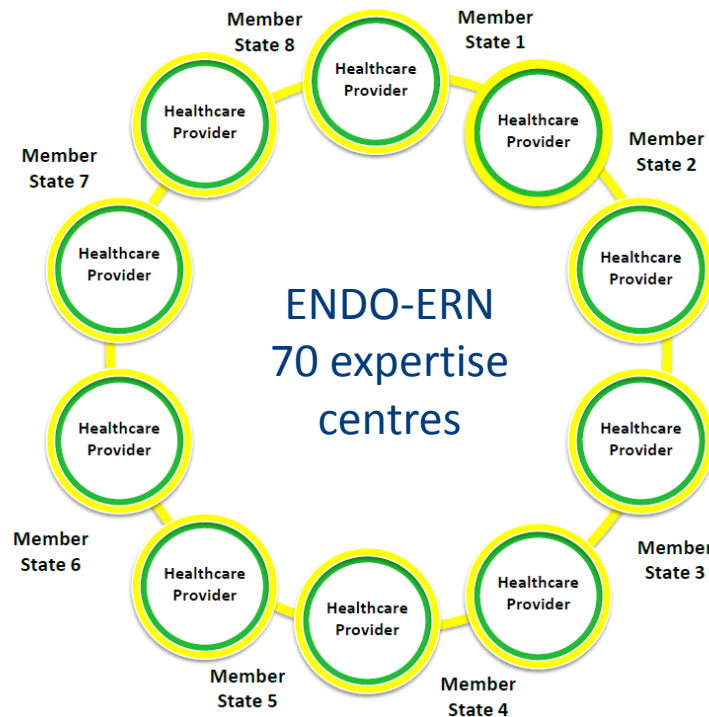 Member
State 8
Member
State 1
Healthcare
Provider
Healthcare
Provider
Healthcare
Provider
Member
State 2
Member
State 7
Healthcare
Provider
Healthcare
Provider
ENDO-ERN
70 expertise
centres
Healthcare
Provider
Healthcare
Provider
Member
State 6
Member
State 3
Healthcare
Provider
Healthcare
Provider
Healthcare
Provider
Member
State 5
Member
State 4